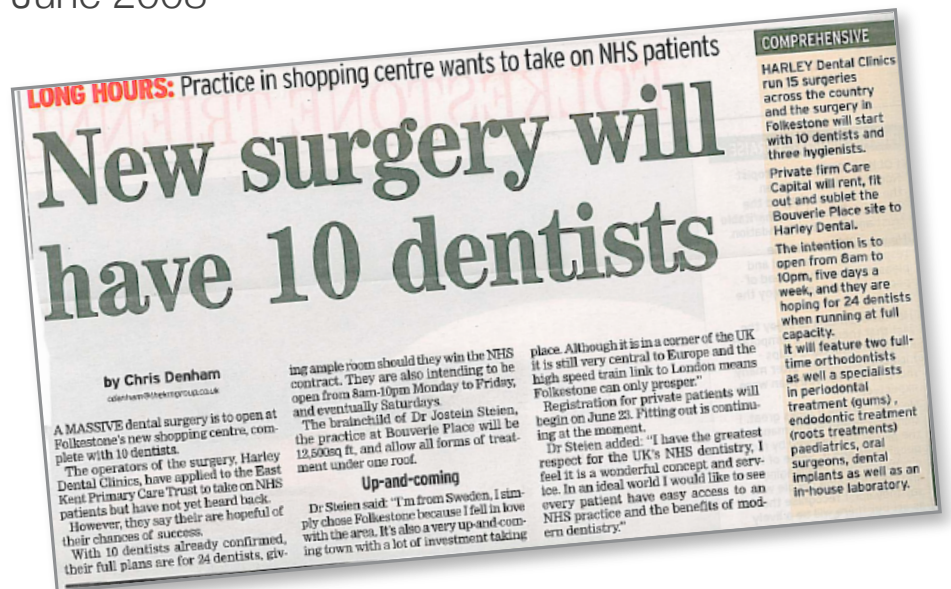 June 2008
LONG HOURS: Practice in shopping centre wants to take on NHS patients
New surgery will
have 10 dentists
by Chris Denham
cdenham@thekmgroup.co.uk
A MASSIVE dental surgery is to open at
Folkestone's new shopping centre, com-
plete with 10 dentists.
The operators of the surgery, Harley
Dental Clinics, have applied to the East
Kent Primary Care Trust to take on NHS
patients but have not yet heard back.
However, they say their are hopeful of
their chances of success.
With 10 dentists already confirmed,
their full plans are for 24 dentists, giv-
ing ample room should they win the NHS
contract. They are also intending to be
open from 8am-10pm Monday to Friday,
and eventually Saturdays.
The brainchild of Dr Jostein Steien,
the practice at Bouverie Place will be
12,500sq ft, and allow all forms of treat-
ment under one roof.
Up-and-coming
Dr Steien said: "I'm from Sweden, I sim-
ply chose Folkestone because I fell in love
with the area. It's also a very up-and-com-
ing town with a lot of investment taking
place. Although it is in a corner of the UK
it is still very central to Europe and the
high speed train link to London means
Folkestone can only prosper."
Registration for private patients will
begin on June 23. Fitting out is continu-
ing at the moment.
Dr Steien added: "I have the greatest
respect for the UK's NHS dentistry, I
feel it is a wonderful concept and serv-
ice. In an ideal world I would like to see
every patient have easy access to an
NHS practice and the benefits of mod-
ern dentistry."
COMPREHENSIVE
HARLEY Dental Clinics
run 15 surgeries
across the country
and the surgery in
Folkestone will start
with 10 dentists and
three hygienists.
Private firm Care
Capital will rent, fit
out and sublet the
Bouverie Place site to
Harley Dental.
The intention is to
open from 8am to
10pm, five days a
week, and they are
hoping for 24 dentists
when running at full
capacity.
It will feature two full-
time orthodontists
as well a specialists
in periodontal
treatment (gums) ,
endodontic treatment
(roots treatments)
paediatrics, oral
surgeons, dental
implants as well as an
in-house laboratory.